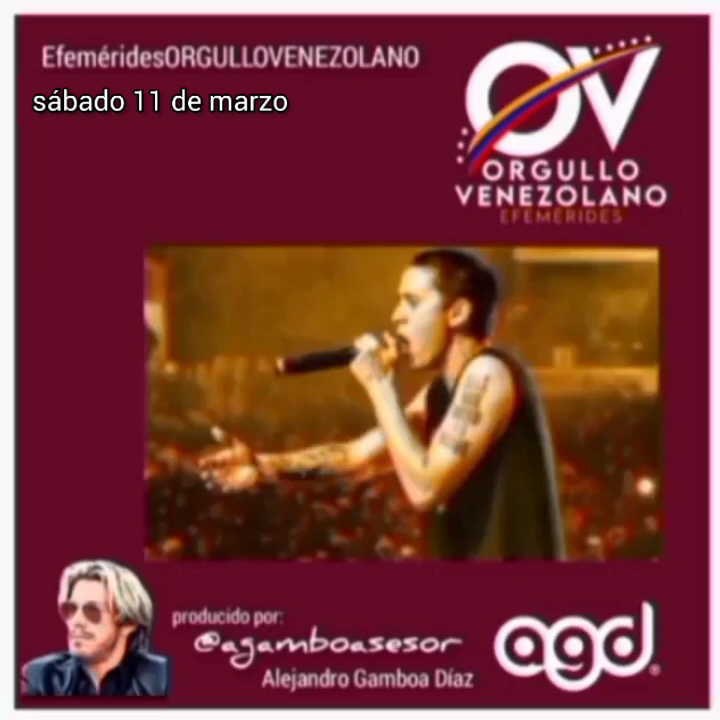 EfeméridesORGULLOVENEZOLANO
sábado 11 de marzo
OV
ORGULLO
VENEZOLANO
EFEMÉRIDES
producido por:
@agamboasesor
Alejandro Gamboa Díaz
agd®